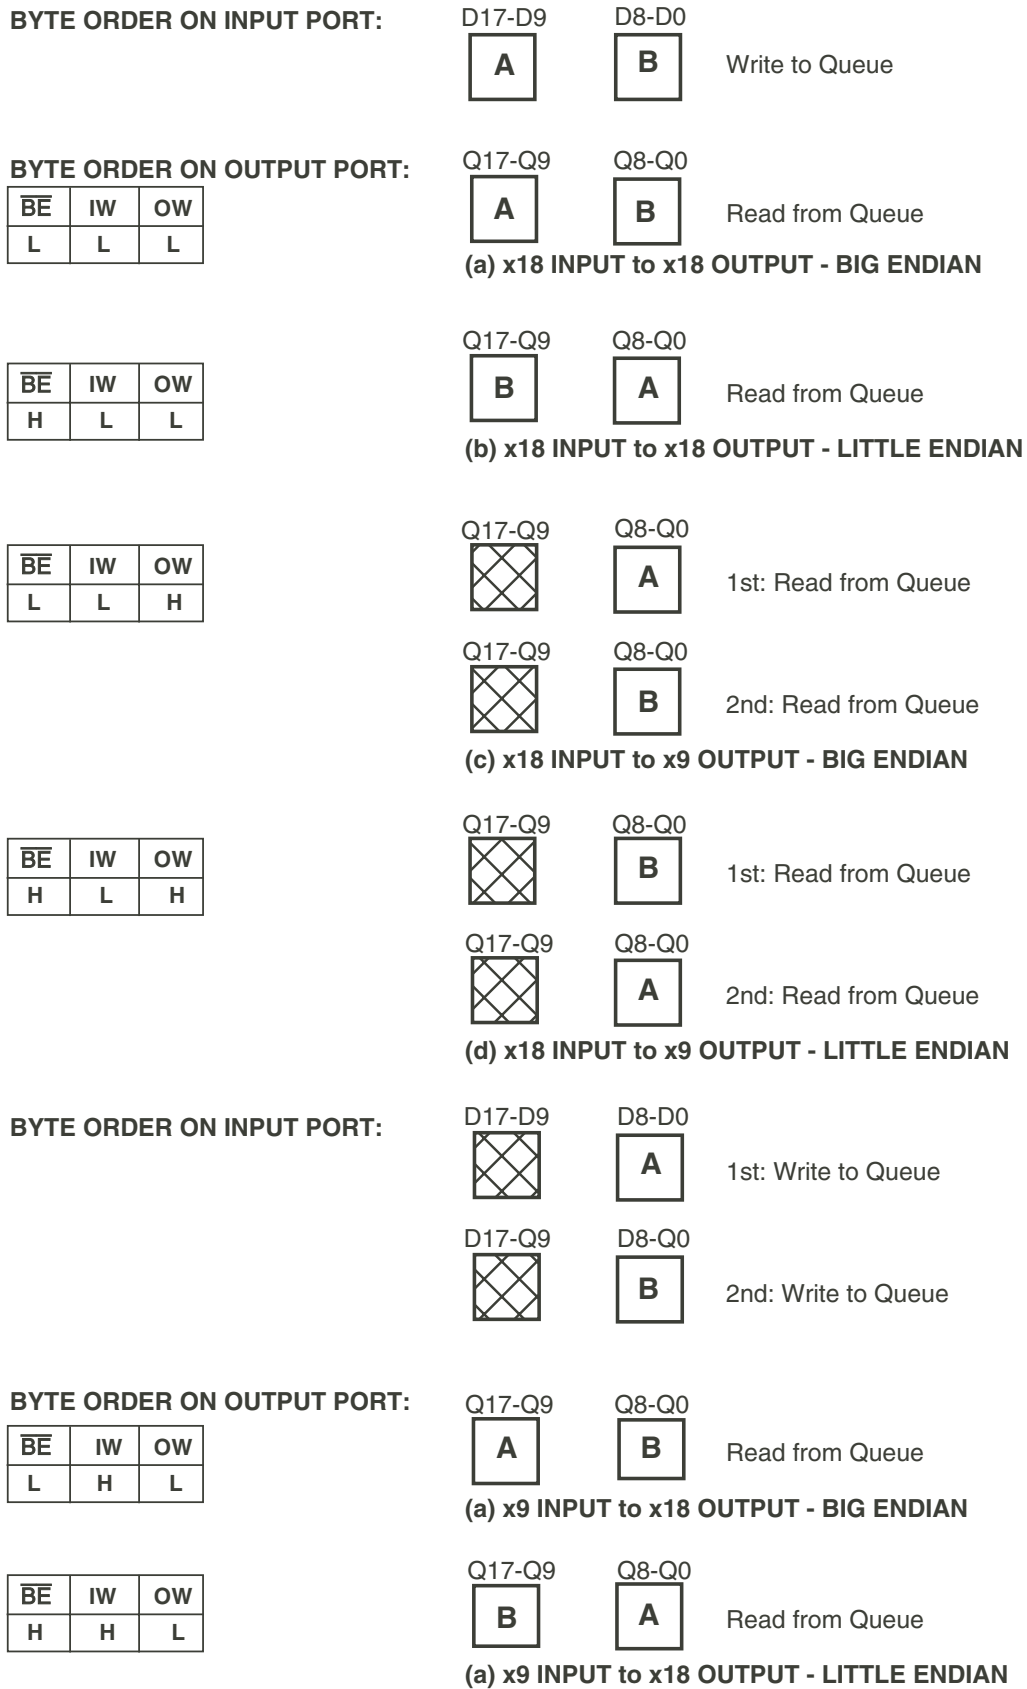 BYTE ORDER ON INPUT PORT: D17-D9 D8-D0
A B Write to Queue
BYTE ORDER ON OUTPUT PORT: Q17-Q9 Q8-Q0
BE IW OW
L L L
A B Read from Queue
(a) x18 INPUT to x18 OUTPUT - BIG ENDIAN
Q17-Q9 Q8-Q0
BE IW OW
H L L
B A Read from Queue
(b) x18 INPUT to x18 OUTPUT - LITTLE ENDIAN
Q17-Q9 Q8-Q0
BE IW OW
L L H
A 1st: Read from Queue
Q17-Q9 Q8-Q0
B 2nd: Read from Queue
(c) x18 INPUT to x9 OUTPUT - BIG ENDIAN
Q17-Q9 Q8-Q0
BE IW OW
H L H
B 1st: Read from Queue
Q17-Q9 Q8-Q0
A 2nd: Read from Queue
(d) x18 INPUT to x9 OUTPUT - LITTLE ENDIAN
BYTE ORDER ON INPUT PORT: D17-D9 D8-D0
A 1st: Write to Queue
D17-Q9 D8-Q0
B 2nd: Write to Queue
BYTE ORDER ON OUTPUT PORT: Q17-Q9 Q8-Q0
BE IW OW
L H L
A B Read from Queue
(a) x9 INPUT to x18 OUTPUT - BIG ENDIAN
Q17-Q9 Q8-Q0
BE IW OW
H H L
B A Read from Queue
(a) x9 INPUT to x18 OUTPUT - LITTLE ENDIAN